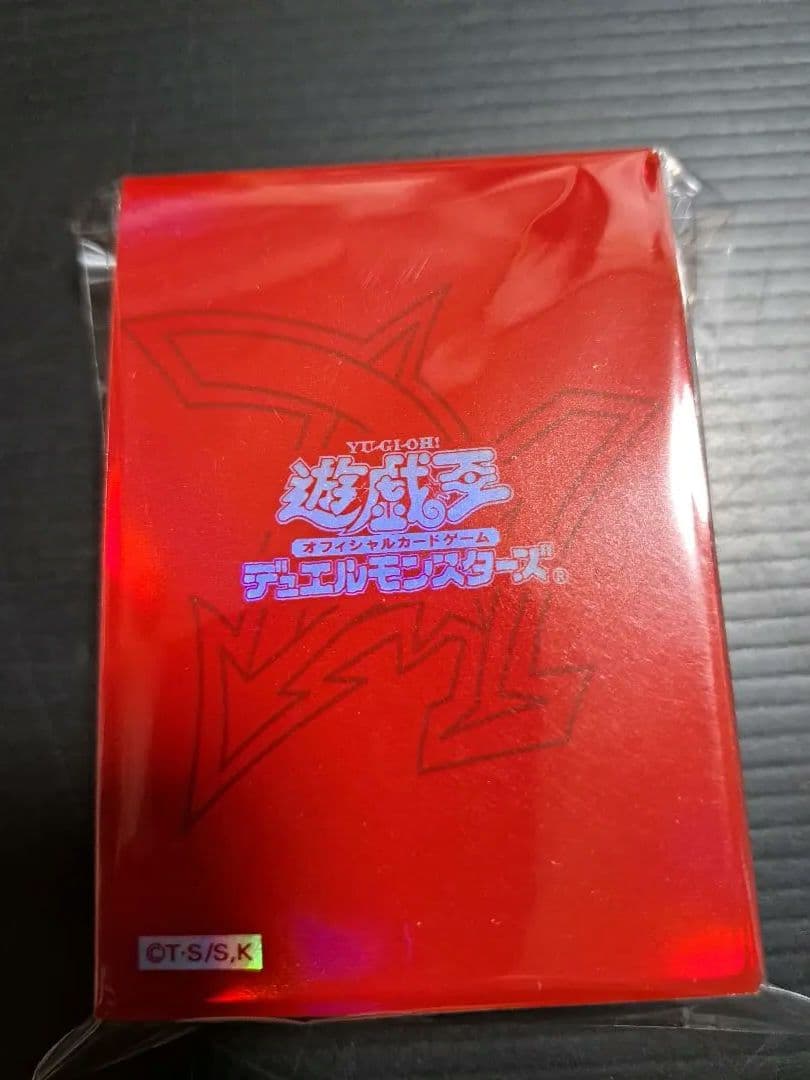 YU-GI-OH!
遊戯王
オフィシャルカードゲーム
デュエルモンスターズ®
©T・S/S,K